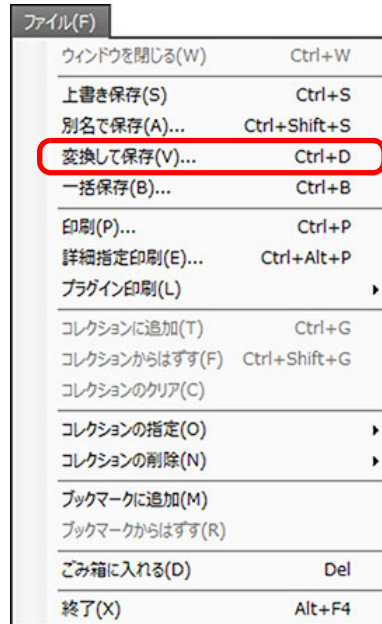 ファイル(F)
ウィンドウを閉じる(W) Ctrl+W
上書き保存(S) Ctrl+S
別名で保存(A)... Ctrl+Shift+S
変換して保存(V)... Ctrl+D
一括保存(B)... Ctrl+B
印刷(P)... Ctrl+P
詳細指定印刷(E)... Ctrl+Alt+P
プラグイン印刷(L)
コレクションに追加(T) Ctrl+G
コレクションからはずす(F) Ctrl+Shift+G
コレクションのクリア(C)
コレクションの指定(O)
コレクションの削除(N)
ブックマークに追加(M)
ブックマークからはずす(R)
ごみ箱に入れる(D) Del
終了(X) Alt+F4